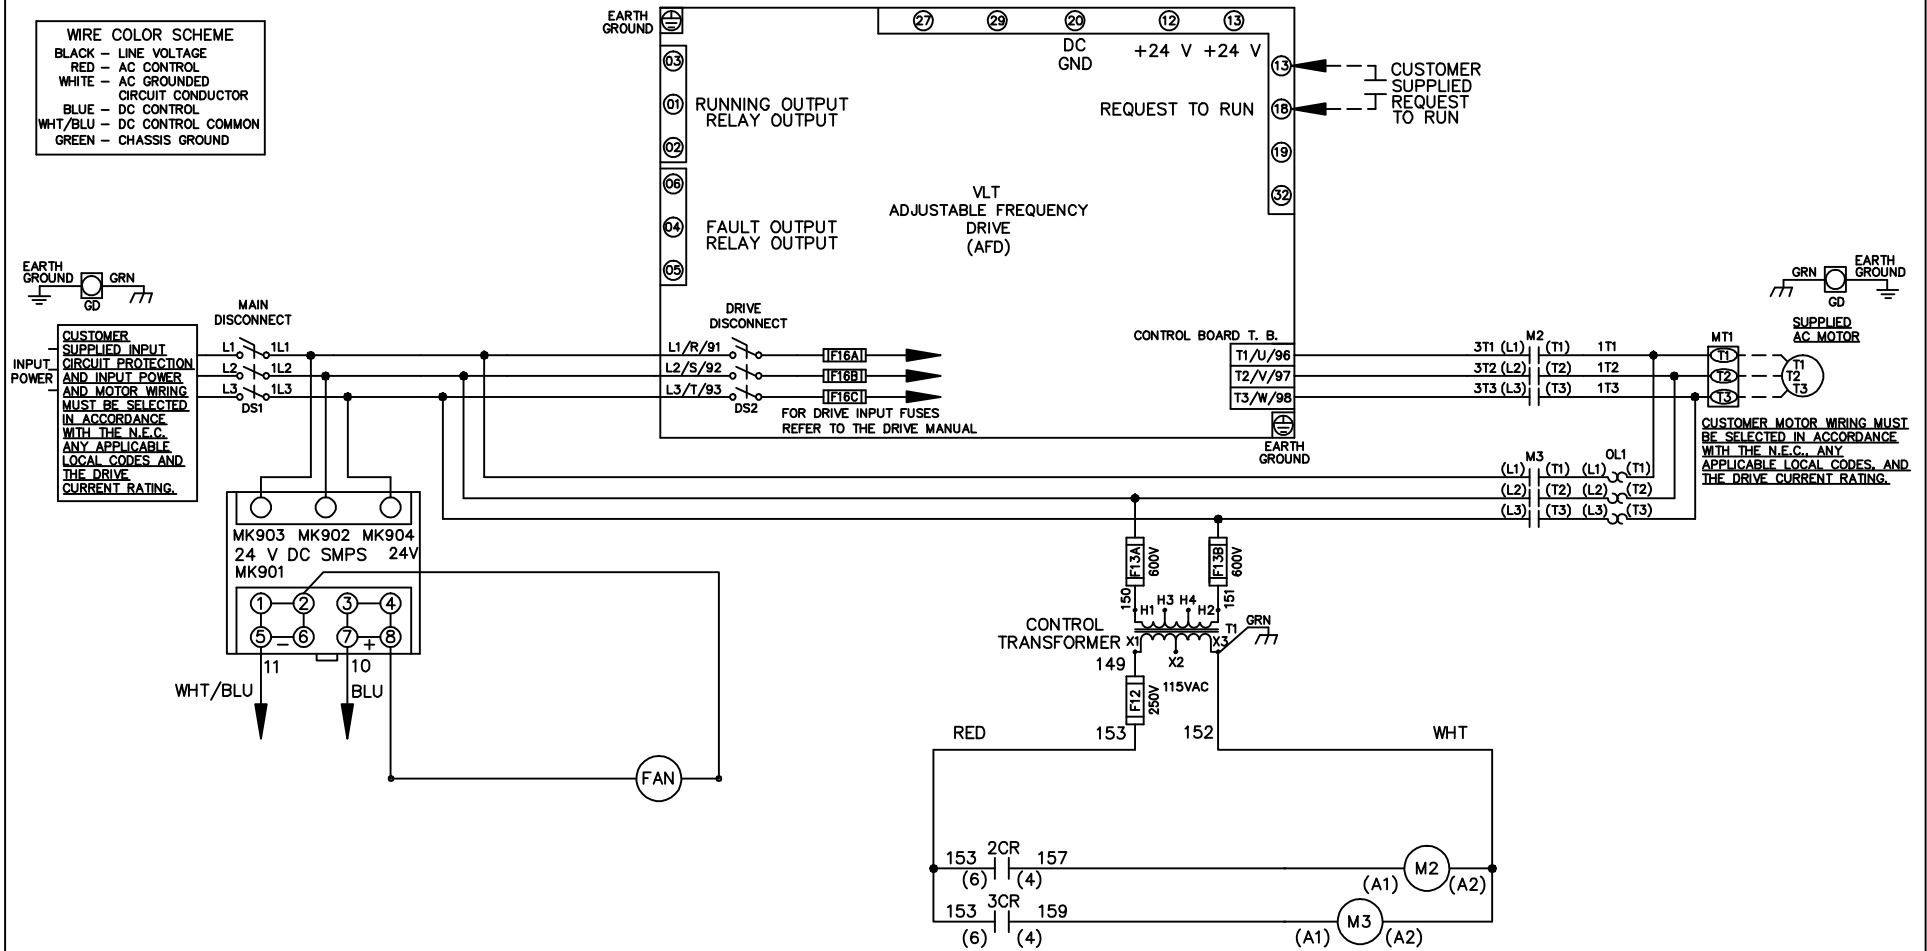 WIRE COLOR SCHEME
BLACK – LINE VOLTAGE
RED – AC CONTROL
WHITE – AC GROUNDED
CIRCUIT CONDUCTOR
BLUE – DC CONTROL
WHT/BLU – DC CONTROL COMMON
GREEN – CHASSIS GROUND
EARTH
GROUND
27 29 20 12 13
DC
GND
+24 V +24 V
03
01
02
RUNNING OUTPUT
RELAY OUTPUT
06
04
05
FAULT OUTPUT
RELAY OUTPUT
13
18
19
32
REQUEST TO RUN
CUSTOMER
SUPPLIED
REQUEST
TO RUN
VLT
ADJUSTABLE FREQUENCY
DRIVE
(AFD)
EARTH
GROUND
GRN
GD
MAIN
DISCONNECT
INPUT
POWER
CUSTOMER
SUPPLIED INPUT
CIRCUIT PROTECTION
AND INPUT POWER
AND MOTOR WIRING
MUST BE SELECTED
IN ACCORDANCE
WITH THE N.E.C.
ANY APPLICABLE
LOCAL CODES AND
THE DRIVE
CURRENT RATING.
L1 1L1
L2 1L2
L3 1L3
DS1
DRIVE
DISCONNECT
L1/R/91
L2/S/92
L3/T/93
DS2
F16A
F16B
F16C
FOR DRIVE INPUT FUSES
REFER TO THE DRIVE MANUAL
CONTROL BOARD T. B.
T1/U/96
T2/V/97
T3/W/98
EARTH
GROUND
M2
3T1 (L1) (T1) 1T1
3T2 (L2) (T2) 1T2
3T3 (L3) (T3) 1T3
MT1
T1
T2
T3
T1
T2
T3
GRN
GD
EARTH
GROUND
SUPPLIED
AC MOTOR
CUSTOMER MOTOR WIRING MUST
BE SELECTED IN ACCORDANCE
WITH THE N.E.C., ANY
APPLICABLE LOCAL CODES, AND
THE DRIVE CURRENT RATING.
M3 OL1
(L1) (T1) (L1) (T1)
(L2) (T2) (L2) (T2)
(L3) (T3) (L3) (T3)
MK903 MK902 MK904
24 V DC SMPS 24V
MK901
1 2 3 4
5 – 6 7 + 8
11 10
WHT/BLU BLU
FAN
F13A
600V
F13B
600V
150
151
H1 H3 H4 H2
CONTROL
TRANSFORMER
T1
GRN
X1 X2 X3
149
115VAC
F12
250V
153 152
RED WHT
2CR
153 157
(6) (4)
M2
(A1) (A2)
3CR
153 159
(6) (4)
M3
(A1) (A2)